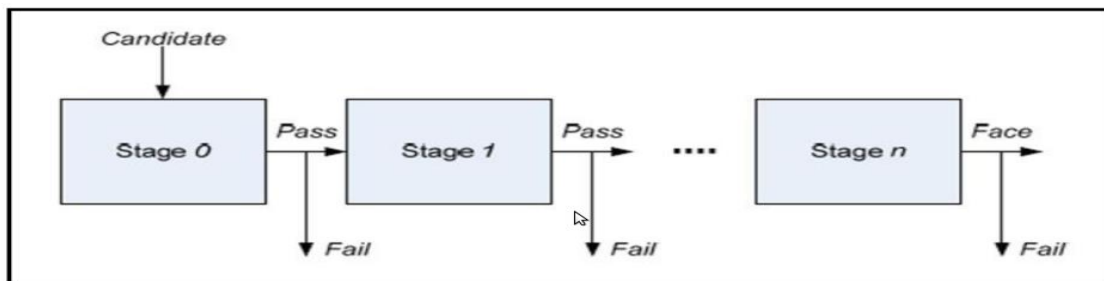 Candidate
Stage 0
Pass
Stage 1
Pass
....
Stage n
Face
Fail
Fail
Fail